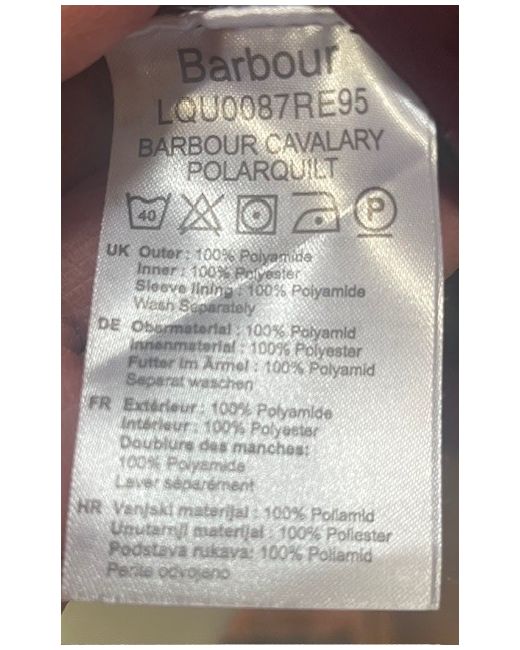 Barbour
LQU0087RE95
BARBOUR CAVALARY
POLARQUILT
40 P
UK Outer : 100% Polyamide
Inner : 100% Polyester
Sleeve lining : 100% Polyamide
Wash Separately
DE Obermaterial : 100% Polyamid
Innenmaterial : 100% Polyester
Futter im Ärmel : 100% Polyamid
Separat waschen
FR Extérieur : 100% Polyamide
Intérieur : 100% Polyester
Doublure des manches:
100% Polyamide
Laver séparément
HR Vanjski materijal : 100% Poliamid
Unutarnji materijal : 100% Poliester
Podstava rukava: 100% Poliamid
Perite odvojeno